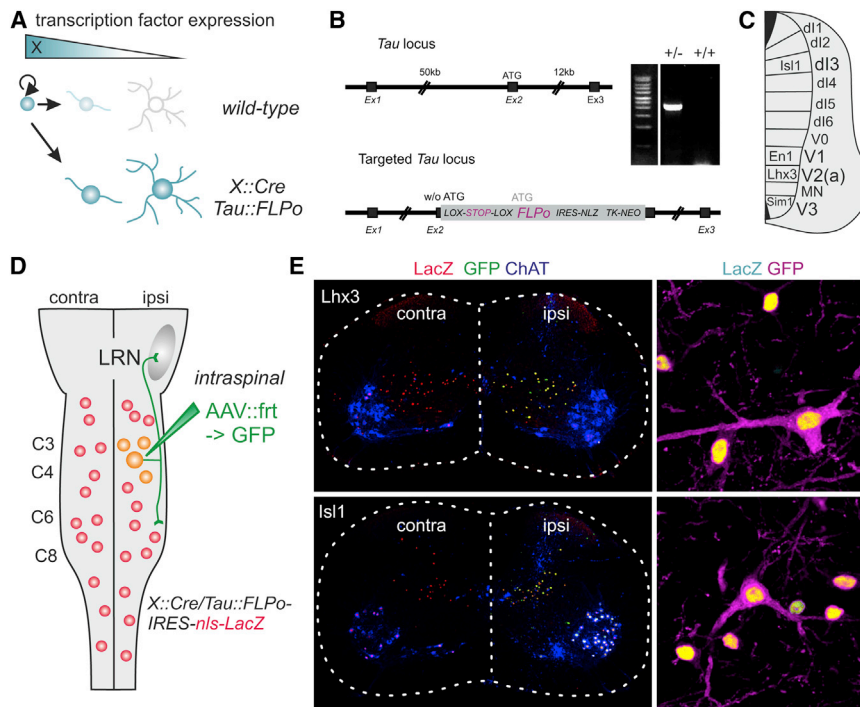 A
transcription factor expression
X
wild-type
X::Cre
Tau::FLPo
B
Tau locus
50kb
ATG
12kb
Ex1
Ex2
Ex3
+/-
+/+
Targeted Tau locus
w/o ATG
ATG
LOX-STOP-LOX
FLPo
IRES-NLZ
TK-NEO
Ex1
Ex2
Ex3
C
dI1
dI2
Isl1
dI3
dI4
dI5
dI6
V0
En1
V1
Lhx3
V2(a)
MN
Sim1
V3
D
contra
ipsi
LRN
intraspinal
AAV::frt
-> GFP
C3
C4
C6
C8
X::Cre/Tau::FLPo-
IRES-nls-LacZ
E
LacZ GFP ChAT
LacZ GFP
Lhx3
contra
ipsi
Isl1
contra
ipsi